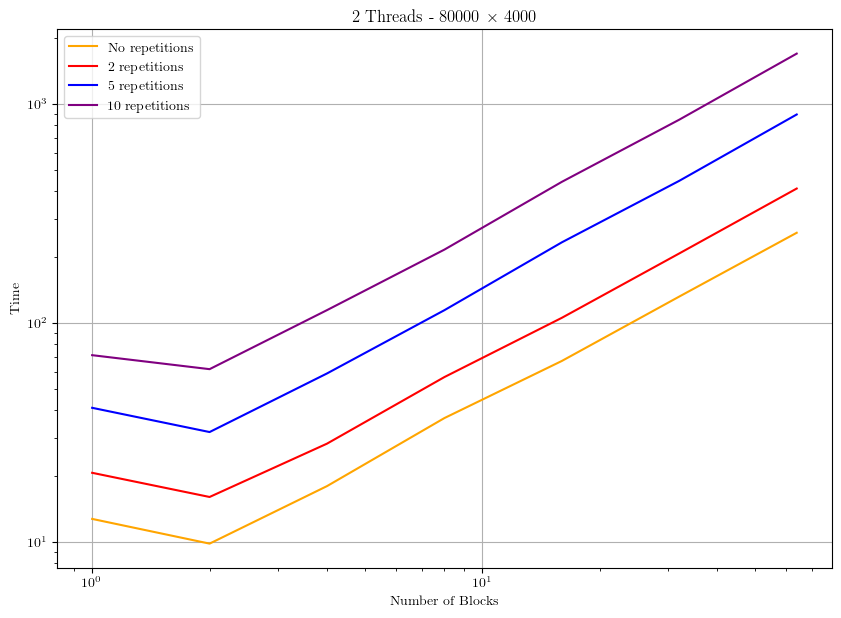 2 Threads - 80000 × 4000
No repetitions
2 repetitions
5 repetitions
10 repetitions
10³
10²
10¹
Time
10⁰
10¹
Number of Blocks